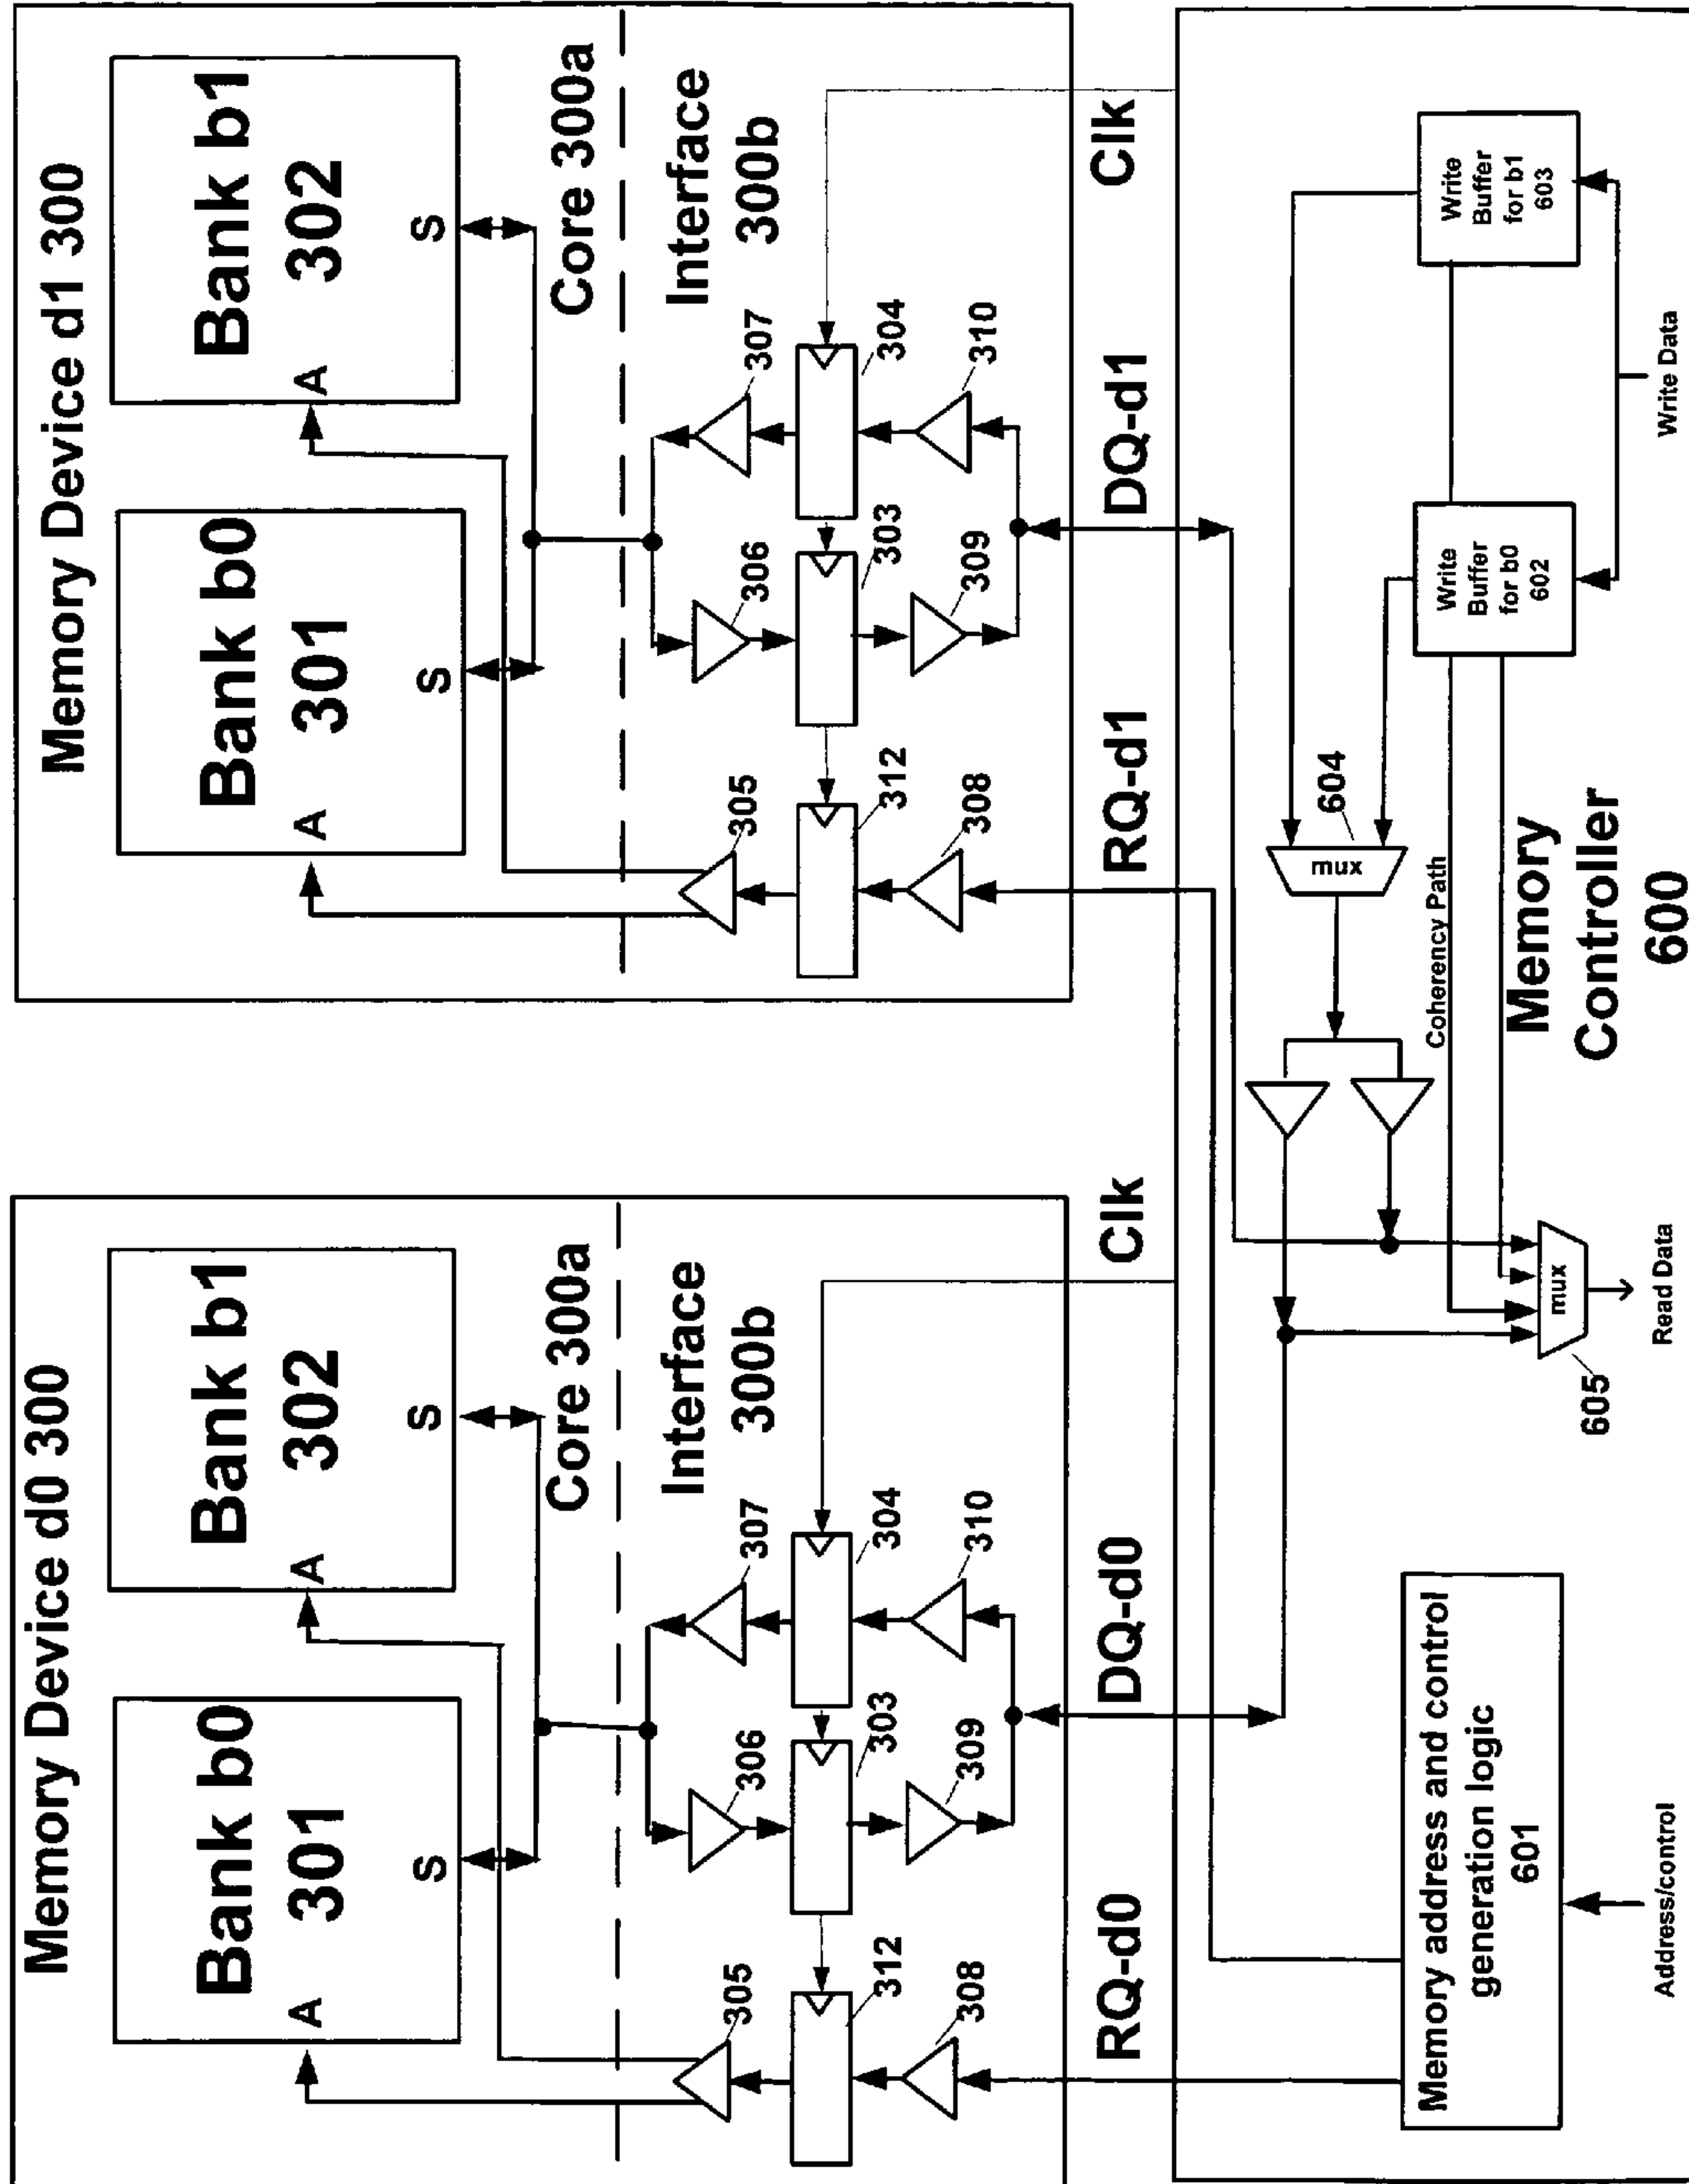 Memory Device d0 300
Bank b0
301
A
S
Bank b1
302
A
S
Core 300a
Interface
300b
305
312
308
306
303
309
307
304
310
RQ-d0
DQ-d0
Clk
Memory Device d1 300
Bank b0
301
A
S
Bank b1
302
A
S
Core 300a
Interface
300b
305
312
308
306
303
309
307
304
310
RQ-d1
DQ-d1
Clk
Memory address and control
generation logic
601
Address/control
605
mux
Read Data
Coherency Path
mux
604
Memory
Controller
600
Write
Buffer
for b0
602
Write
Buffer
for b1
603
Write Data